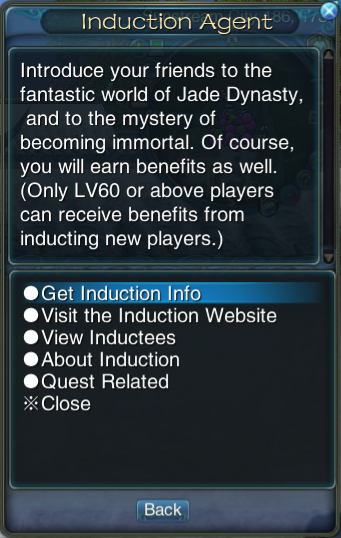 Induction Agent
Introduce your friends to the
fantastic world of Jade Dynasty,
and to the mystery of
becoming immortal. Of course,
you will earn benefits as well.
(Only LV60 or above players
can receive benefits from
inducting new players.)
●Get Induction Info
●Visit the Induction Website
●View Inductees
●About Induction
●Quest Related
※Close
Back